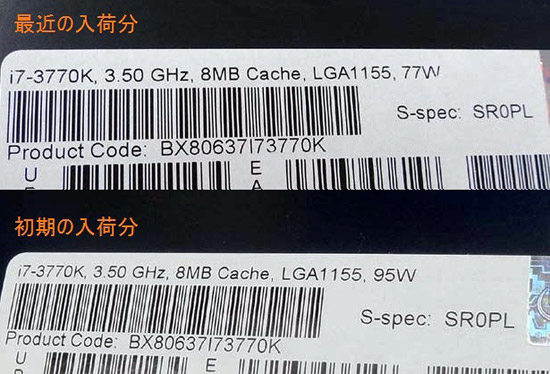 最近の入荷分
i7-3770K, 3.50 GHz, 8MB Cache, LGA1155, 77W
S-spec: SR0PL
Product Code: BX80637I73770K
U E
初期の入荷分
i7-3770K, 3.50 GHz, 8MB Cache, LGA1155, 95W
S-spec: SR0PL
Product Code: BX80637I73770K
U E